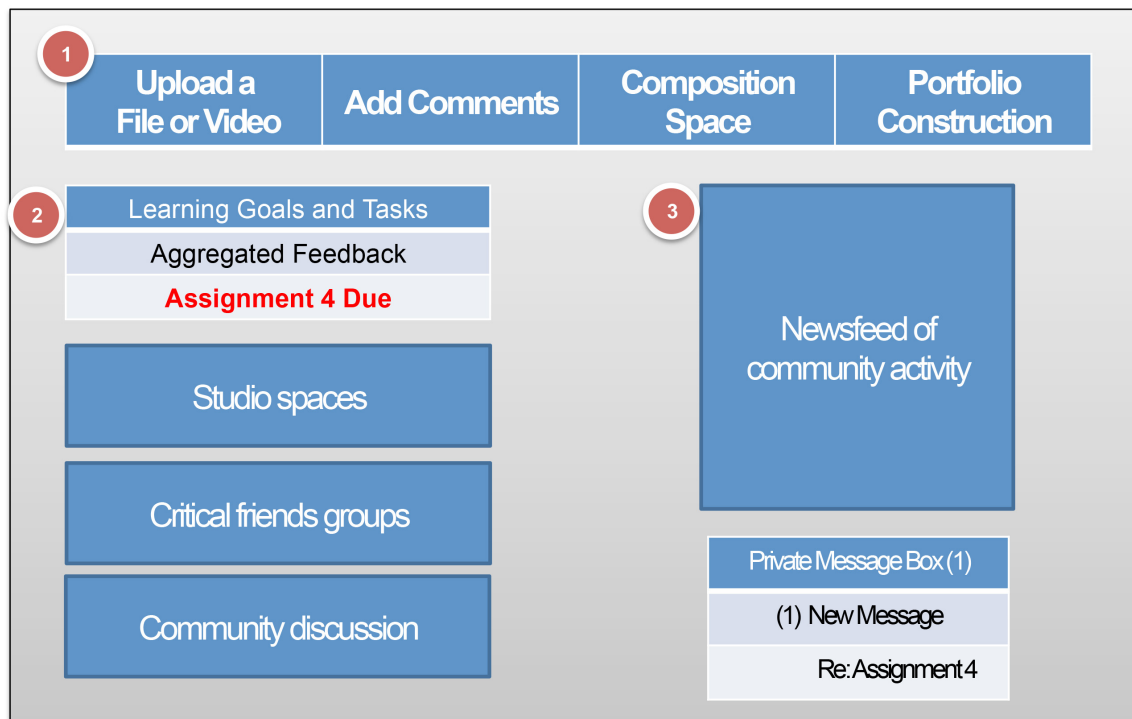 1
Upload a
File or Video
Add Comments
Composition
Space
Portfolio
Construction
2
Learning Goals and Tasks
Aggregated Feedback
Assignment 4 Due
Studio spaces
Critical friends groups
Community discussion
3
Newsfeed of
community activity
Private Message Box (1)
(1) New Message
Re: Assignment 4